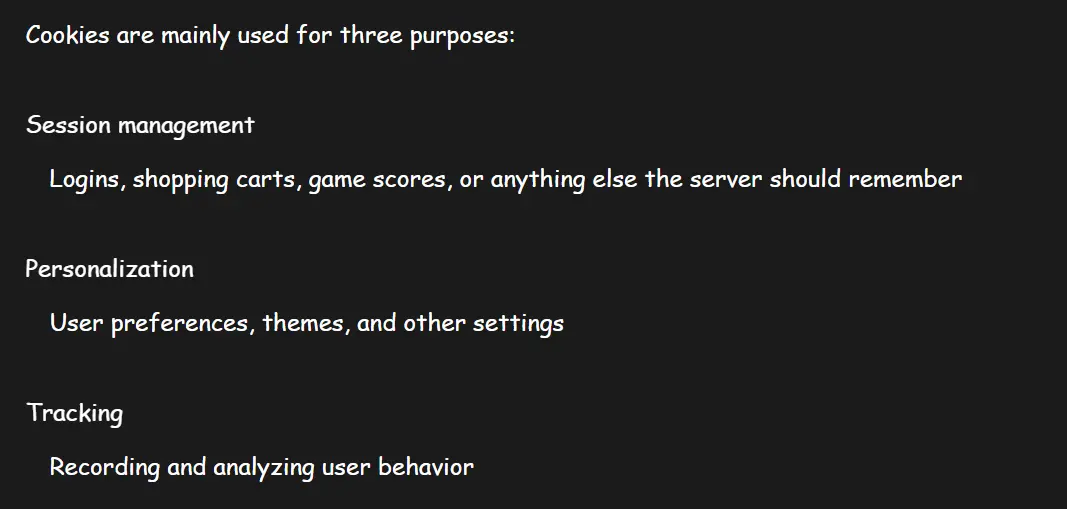 Cookies are mainly used for three purposes:
Session management
Logins, shopping carts, game scores, or anything else the server should remember
Personalization
User preferences, themes, and other settings
Tracking
Recording and analyzing user behavior